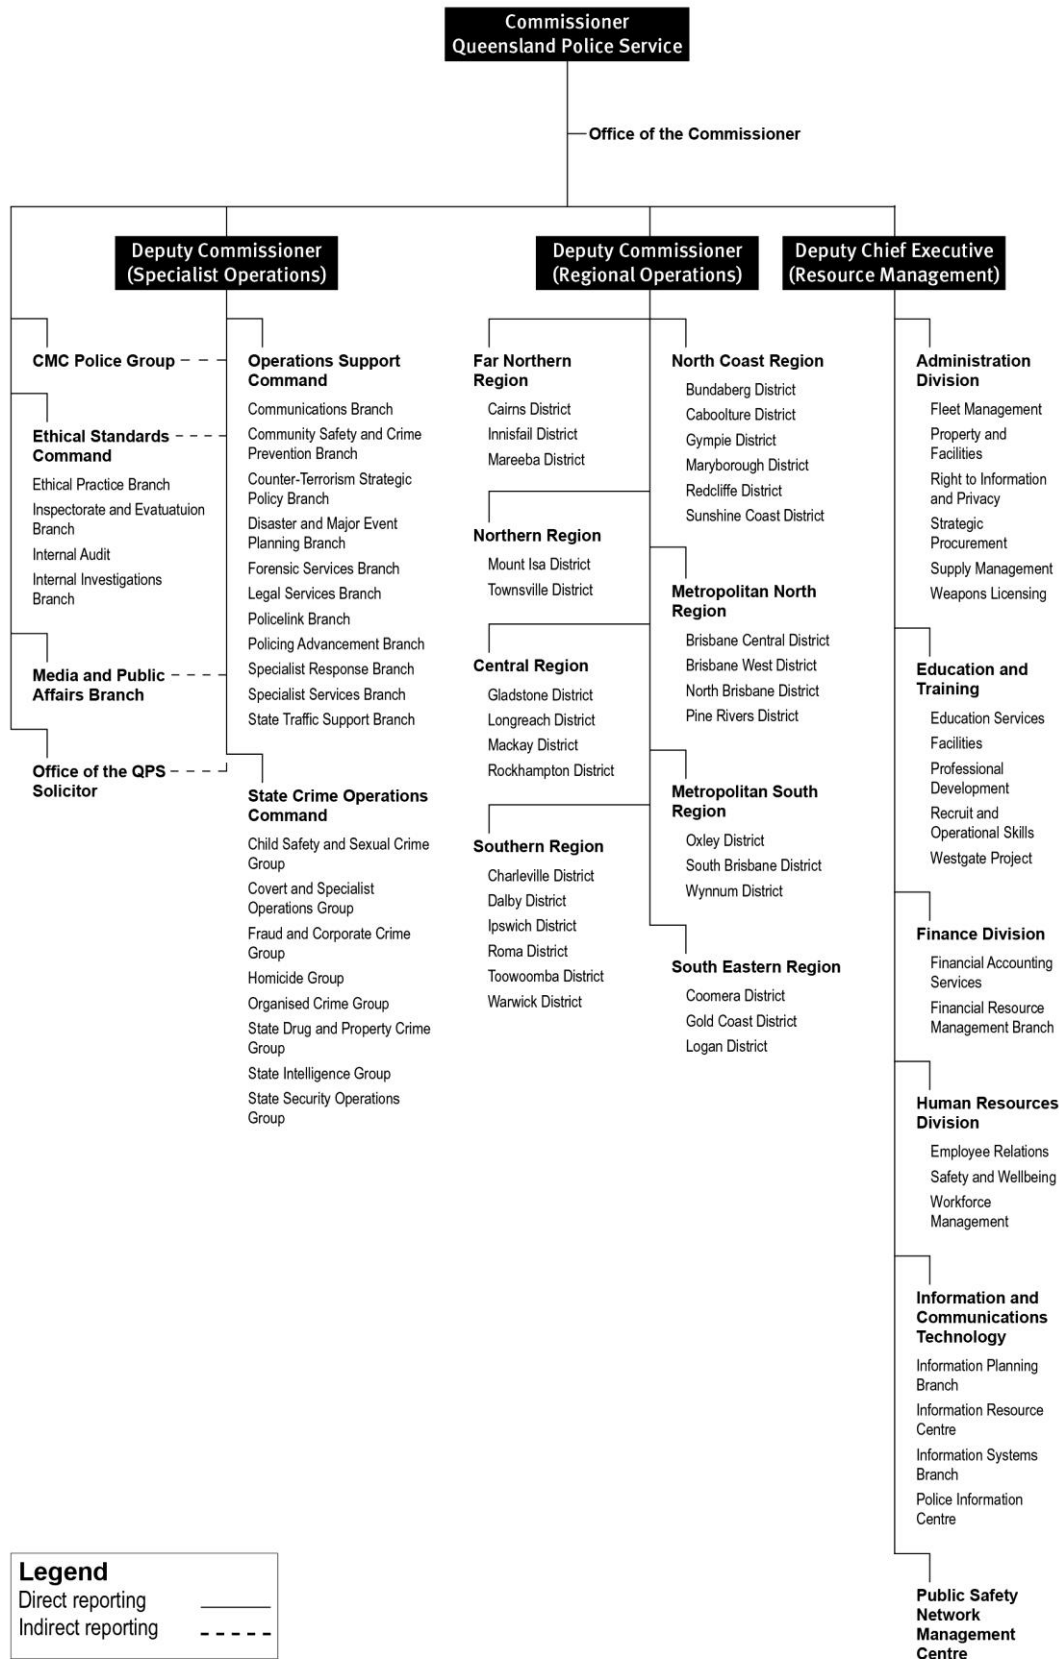 Commissioner
Queensland Police Service
Office of the Commissioner
Deputy Commissioner
(Specialist Operations)
Deputy Commissioner
(Regional Operations)
Deputy Chief Executive
(Resource Management)
CMC Police Group
Ethical Standards
Command
Ethical Practice Branch
Inspectorate and Evatuatuion
Branch
Internal Audit
Internal Investigations
Branch
Media and Public
Affairs Branch
Office of the QPS
Solicitor
Operations Support
Command
Communications Branch
Community Safety and Crime
Prevention Branch
Counter-Terrorism Strategic
Policy Branch
Disaster and Major Event
Planning Branch
Forensic Services Branch
Legal Services Branch
Policelink Branch
Policing Advancement Branch
Specialist Response Branch
Specialist Services Branch
State Traffic Support Branch
State Crime Operations
Command
Child Safety and Sexual Crime
Group
Covert and Specialist
Operations Group
Fraud and Corporate Crime
Group
Homicide Group
Organised Crime Group
State Drug and Property Crime
Group
State Intelligence Group
State Security Operations
Group
Far Northern
Region
Cairns District
Innisfail District
Mareeba District
Northern Region
Mount Isa District
Townsville District
Central Region
Gladstone District
Longreach District
Mackay District
Rockhampton District
Southern Region
Charleville District
Dalby District
Ipswich District
Roma District
Toowoomba District
Warwick District
North Coast Region
Bundaberg District
Caboolture District
Gympie District
Maryborough District
Redcliffe District
Sunshine Coast District
Metropolitan North
Region
Brisbane Central District
Brisbane West District
North Brisbane District
Pine Rivers District
Metropolitan South
Region
Oxley District
South Brisbane District
Wynnum District
South Eastern Region
Coomera District
Gold Coast District
Logan District
Administration
Division
Fleet Management
Property and
Facilities
Right to Information
and Privacy
Strategic
Procurement
Supply Management
Weapons Licensing
Education and
Training
Education Services
Facilities
Professional
Development
Recruit and
Operational Skills
Westgate Project
Finance Division
Financial Accounting
Services
Financial Resource
Management Branch
Human Resources
Division
Employee Relations
Safety and Wellbeing
Workforce
Management
Information and
Communications
Technology
Information Planning
Branch
Information Resource
Centre
Information Systems
Branch
Police Information
Centre
Public Safety
Network
Management
Centre
Legend
Direct reporting
Indirect reporting